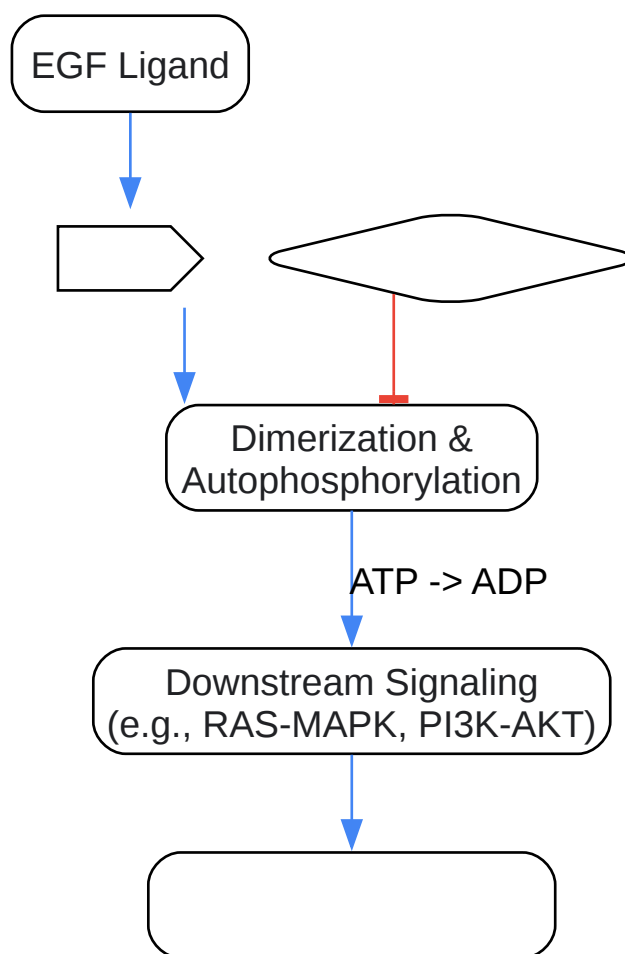 EGF Ligand
Dimerization &
Autophosphorylation
ATP -> ADP
Downstream Signaling
(e.g., RAS-MAPK, PI3K-AKT)